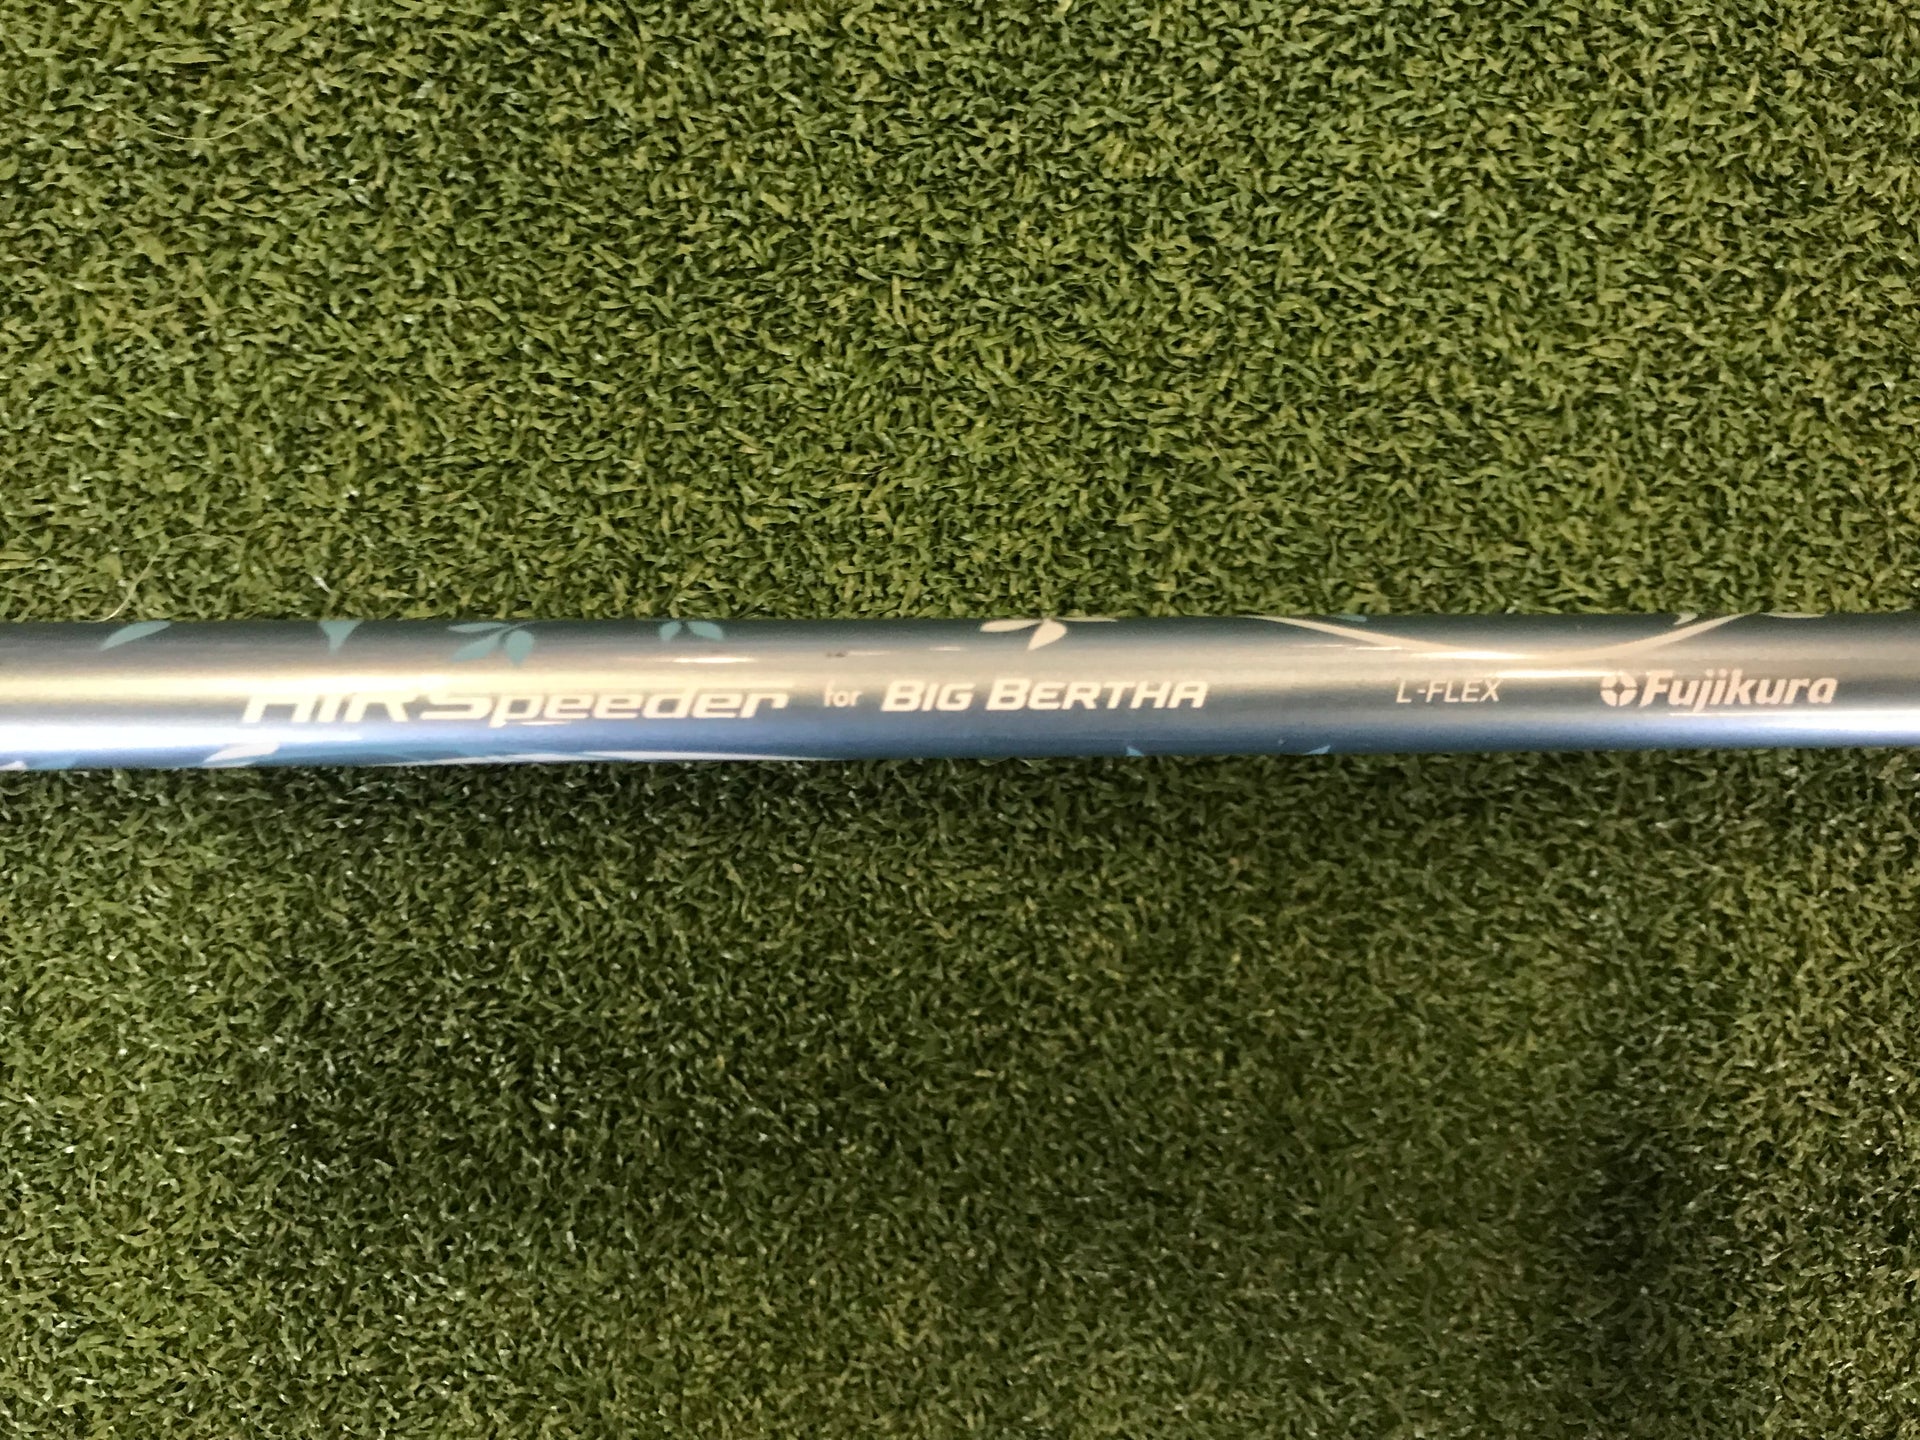 AIR Speeder for BIG BERTHA L-FLEX Fujikura